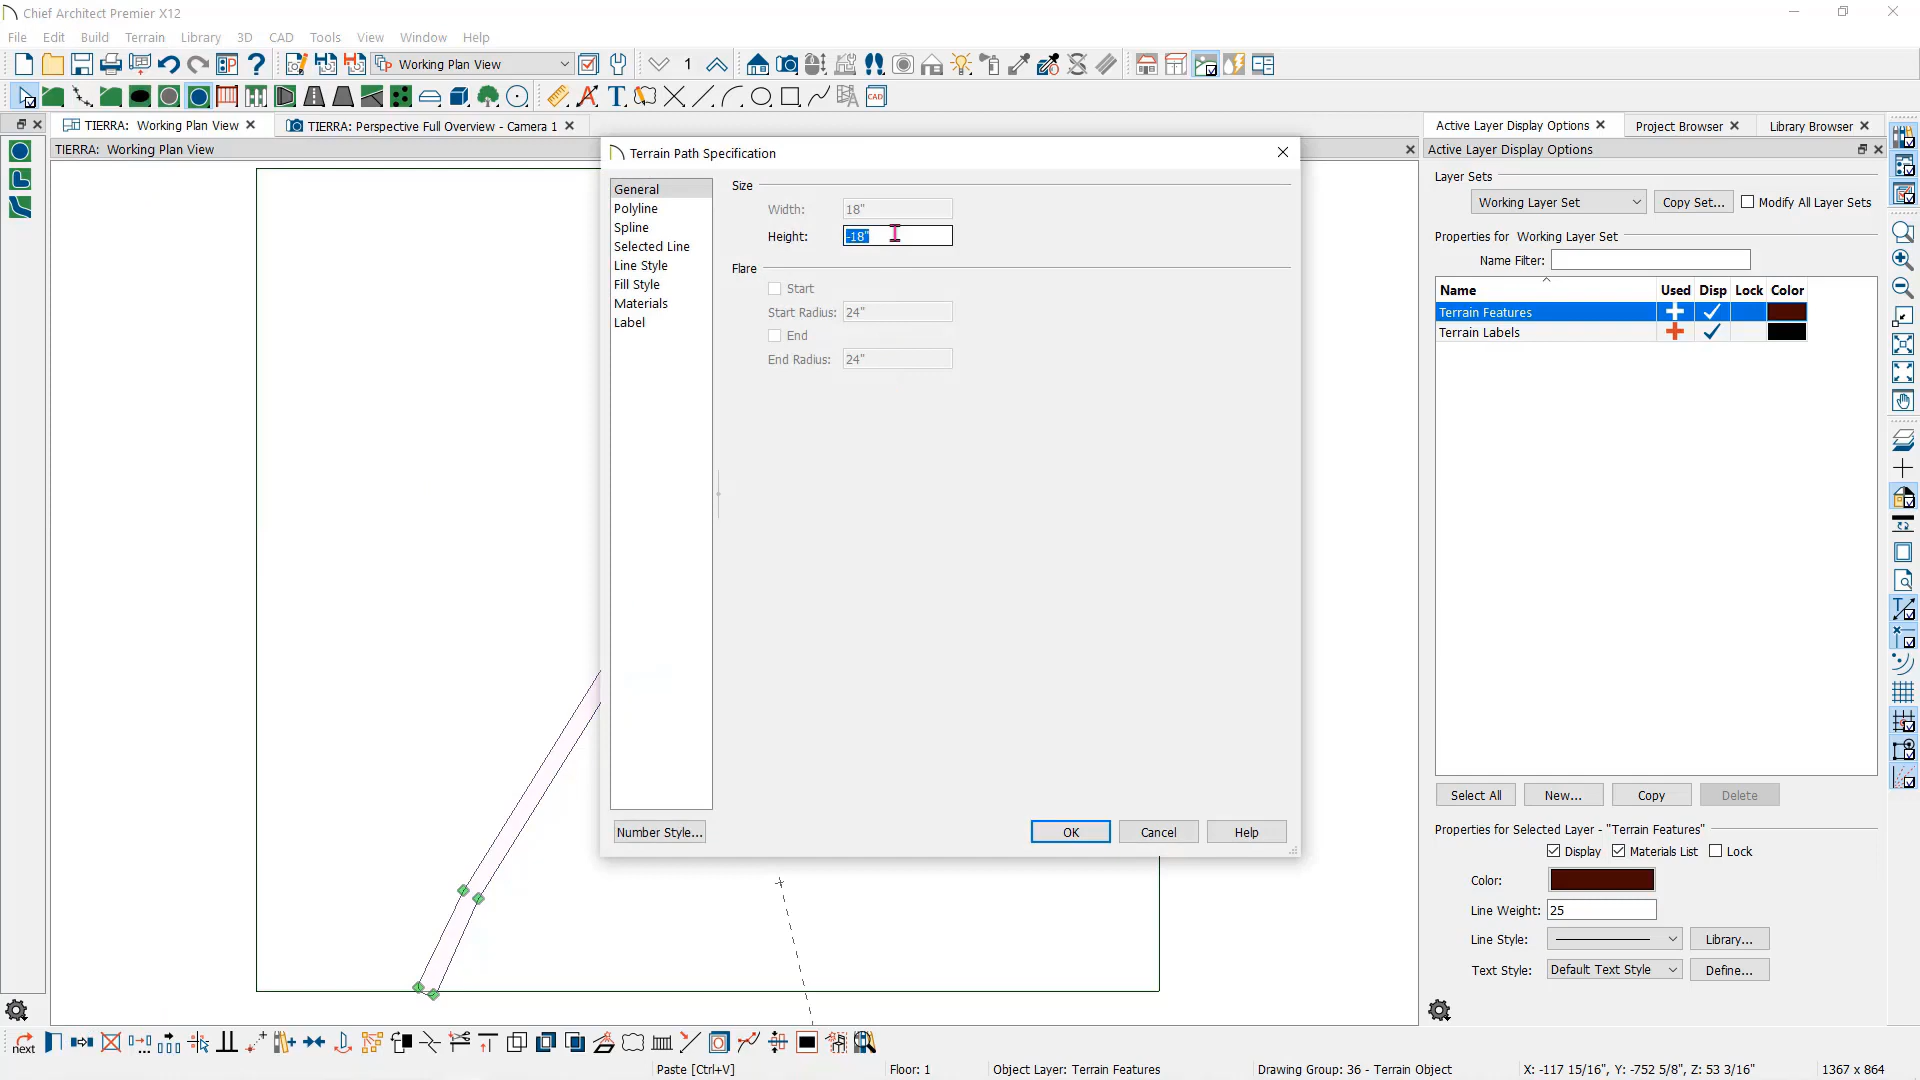 Chief Architect Premier X12
File Edit Build Terrain Library 3D CAD Tools View Window Help
Working Plan View 1
TIERRA: Working Plan View TIERRA: Perspective Full Overview - Camera 1
TIERRA: Working Plan View
Terrain Path Specification
General
Polyline
Spline
Selected Line
Line Style
Fill Style
Materials
Label
Size
Width: 18"
Height: -18"
Flare
Start
Start Radius: 24"
End
End Radius: 24"
Number Style... OK Cancel Help
Active Layer Display Options Project Browser Library Browser
Active Layer Display Options
Layer Sets
Working Layer Set Copy Set... Modify All Layer Sets
Properties for Working Layer Set
Name Filter:
Name Used Disp Lock Color
Terrain Features
Terrain Labels
Select All New... Copy Delete
Properties for Selected Layer - "Terrain Features"
Display Materials List Lock
Color:
Line Weight: 25
Line Style: Library...
Text Style: Default Text Style Define...
next
Paste [Ctrl+V] Floor: 1 Object Layer: Terrain Features Drawing Group: 36 - Terrain Object X: -117 15/16", Y: -752 5/8", Z: 53 3/16" 1367 x 864